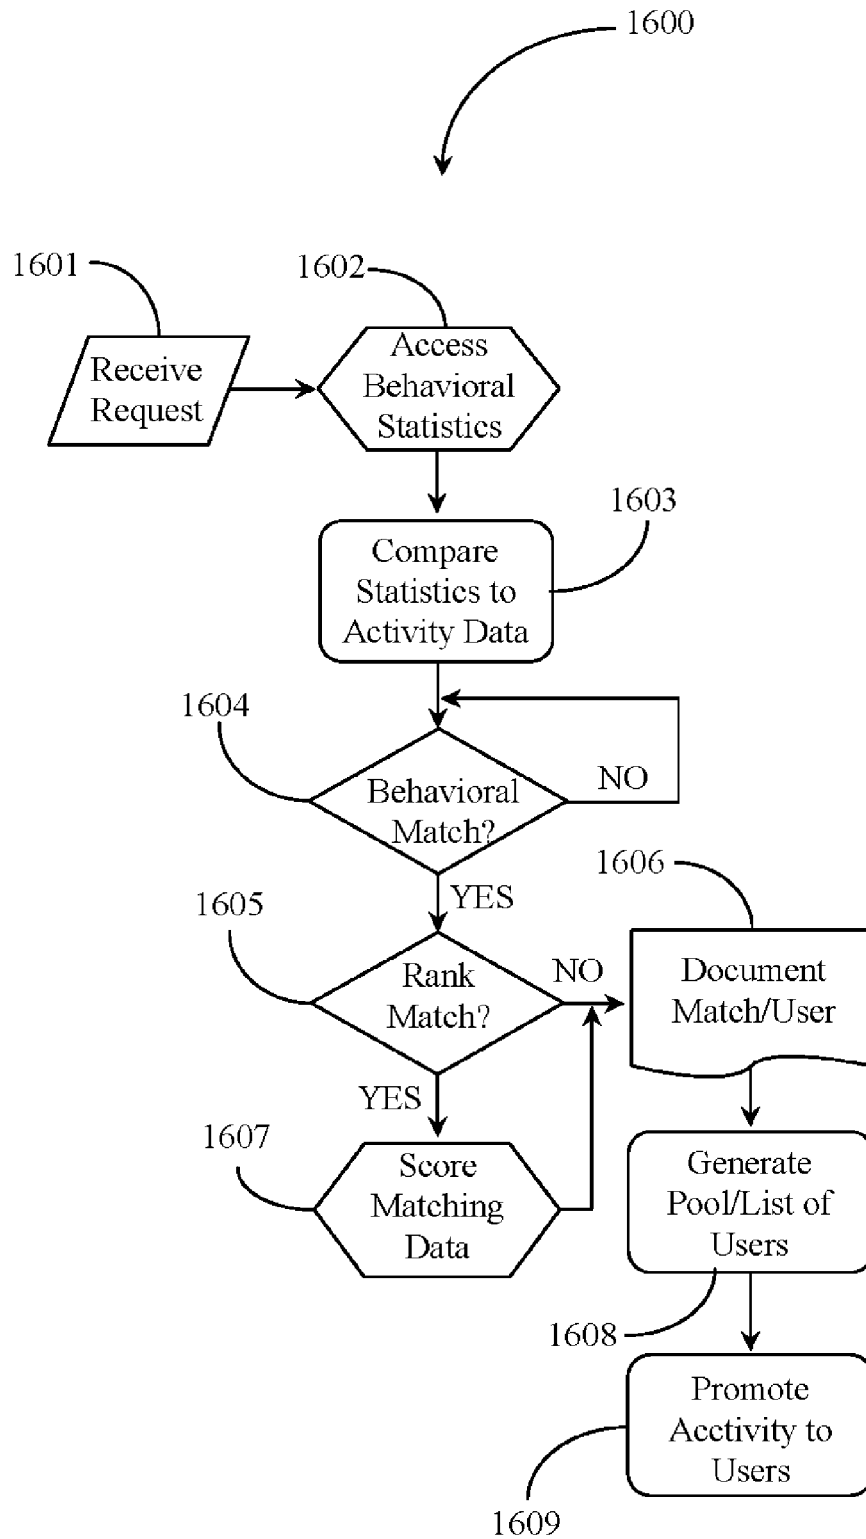 1600
1601
1602
Receive
Request
Access
Behavioral
Statistics
1603
Compare
Statistics to
Activity Data
1604
Behavioral
Match?
NO
YES
1605
1606
Rank
Match?
NO
Document
Match/User
YES
1607
Score
Matching
Data
Generate
Pool/List of
Users
1608
Promote
Acctivity to
Users
1609